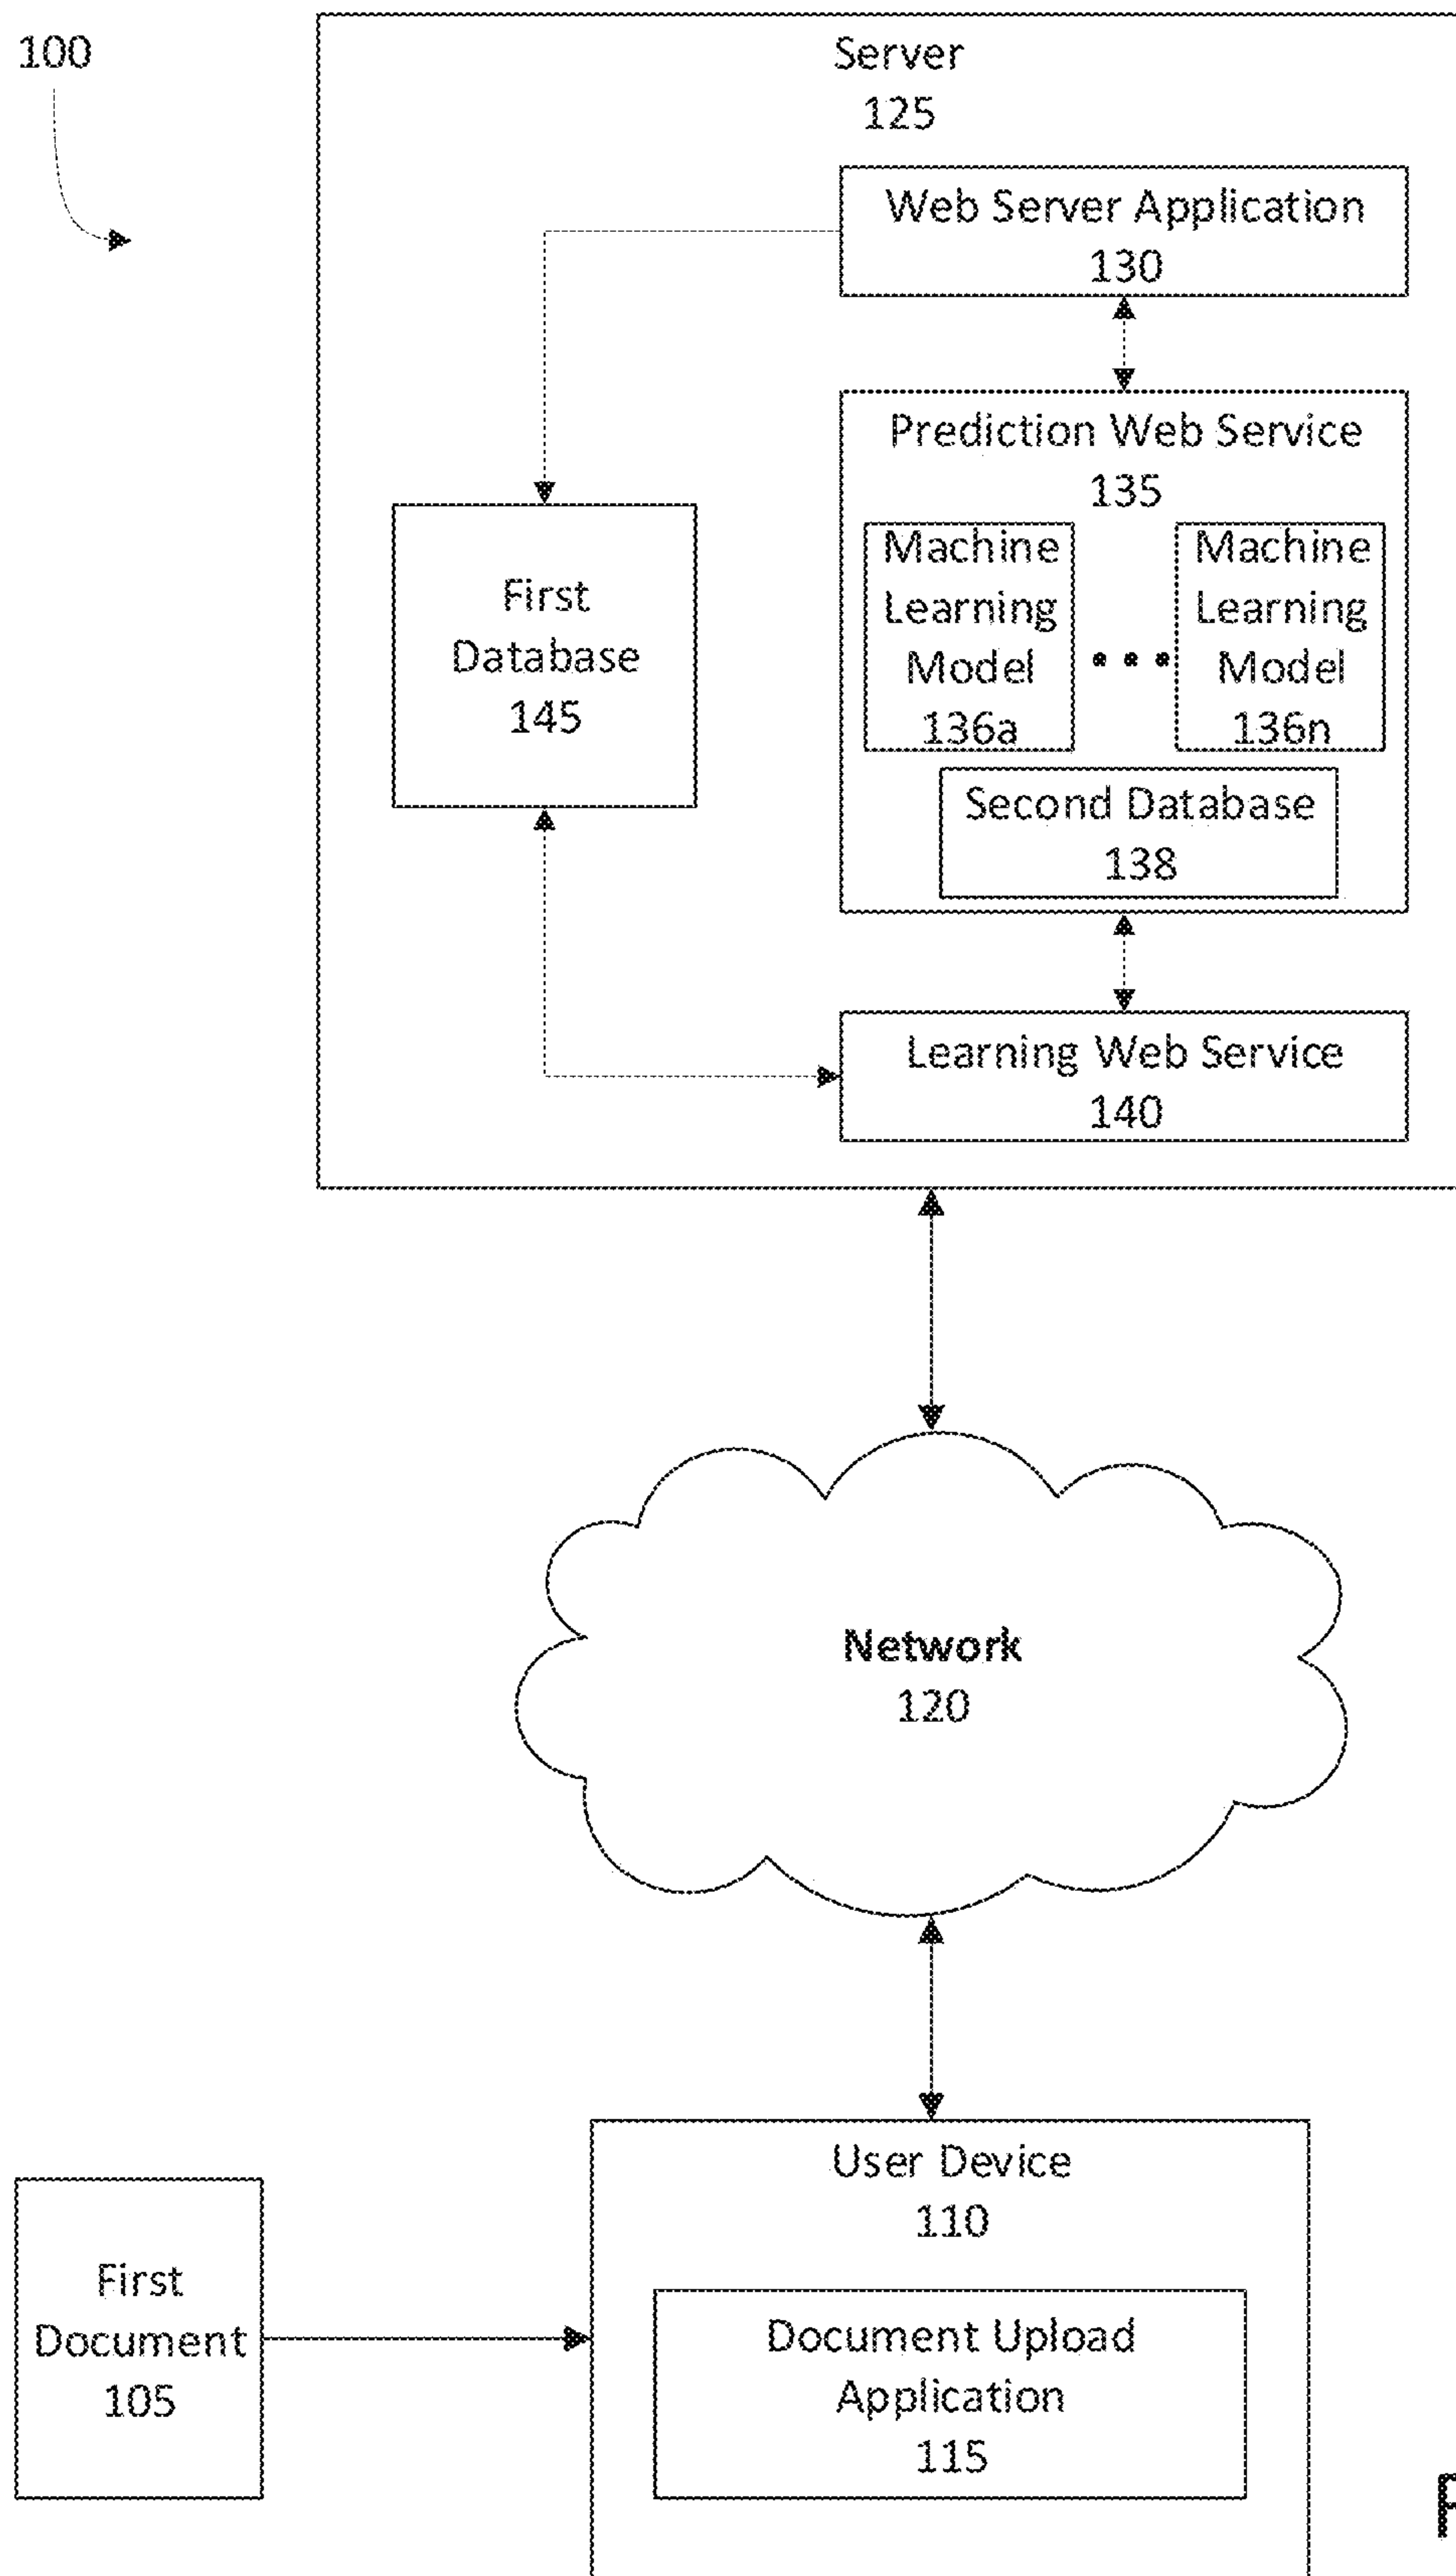 100
Server
125
Web Server Application
130
Prediction Web Service
135
Machine
Learning
Model
136a
Machine
Learning
Model
136n
Second Database
138
First
Database
145
Learning Web Service
140
Network
120
User Device
110
Document Upload
Application
115
First
Document
105